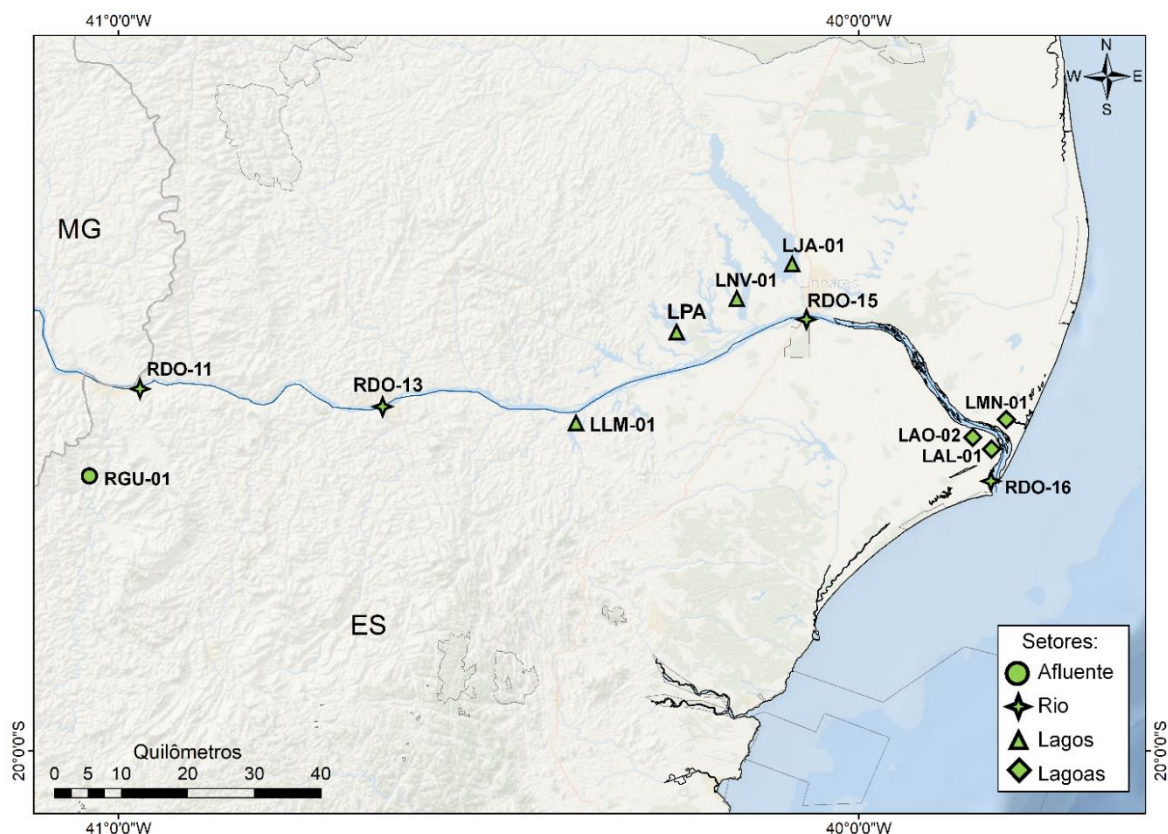 41°0'0"W
40°0'0"W
N
W E
S
MG
LJA-01
LNV-01
Linhares
LPA
RDO-15
RDO-11
RDO-13
LMN-01
LLM-01
LAO-02
LAL-01
RGU-01
RDO-16
ES
Setores:
Afluente
Rio
Lagos
Lagoas
Quilômetros
0 5 10 20 30 40
20°0'0"S
20°0'0"S
41°0'0"W
40°0'0"W